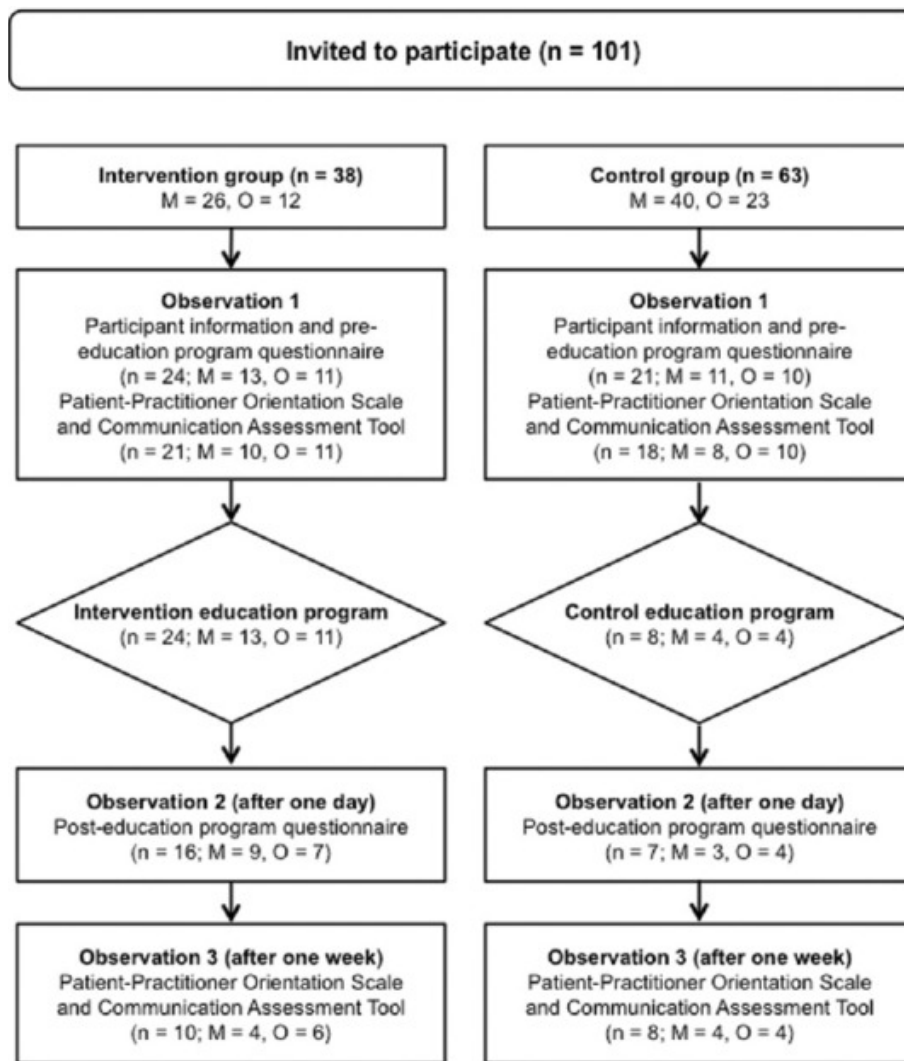 Invited to participate (n = 101)
Intervention group (n = 38)
M = 26, O = 12
Control group (n = 63)
M = 40, O = 23
Observation 1
Participant information and pre-
education program questionnaire
(n = 24; M = 13, O = 11)
Patient-Practitioner Orientation Scale
and Communication Assessment Tool
(n = 21; M = 10, O = 11)
Observation 1
Participant information and pre-
education program questionnaire
(n = 21; M = 11, O = 10)
Patient-Practitioner Orientation Scale
and Communication Assessment Tool
(n = 18; M = 8, O = 10)
Intervention education program
(n = 24; M = 13, O = 11)
Control education program
(n = 8; M = 4, O = 4)
Observation 2 (after one day)
Post-education program questionnaire
(n = 16; M = 9, O = 7)
Observation 2 (after one day)
Post-education program questionnaire
(n = 7; M = 3, O = 4)
Observation 3 (after one week)
Patient-Practitioner Orientation Scale
and Communication Assessment Tool
(n = 10; M = 4, O = 6)
Observation 3 (after one week)
Patient-Practitioner Orientation Scale
and Communication Assessment Tool
(n = 8; M = 4, O = 4)